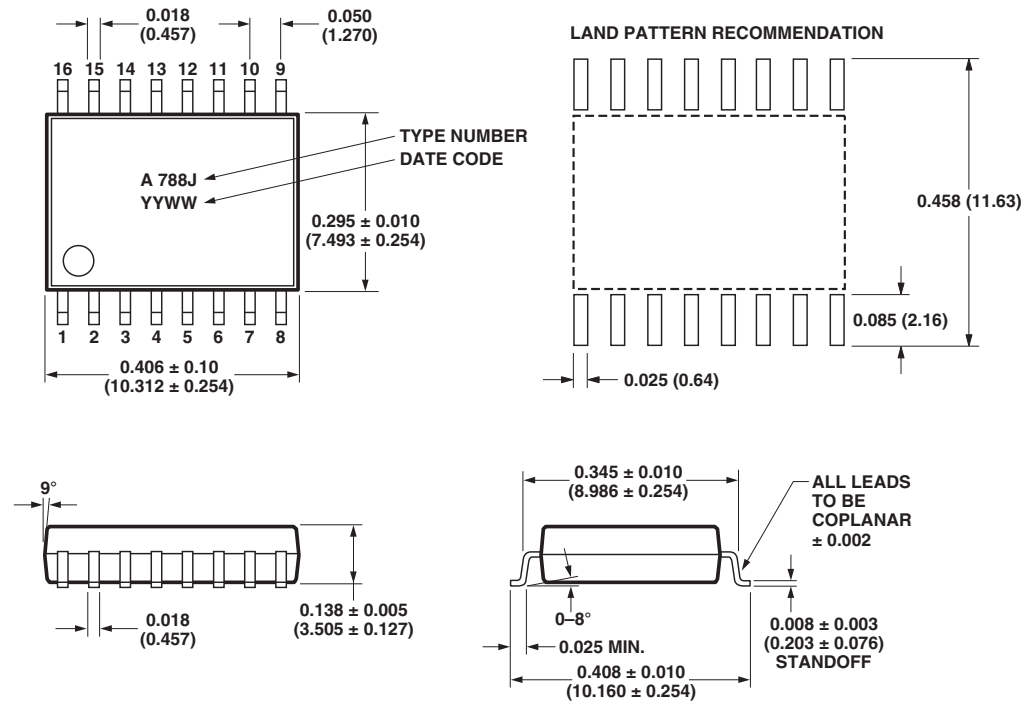 0.018
(0.457)
0.050
(1.270)
16 15 14 13 12 11 10 9
A 788J
YYWW
TYPE NUMBER
DATE CODE
0.295 ± 0.010
(7.493 ± 0.254)
1 2 3 4 5 6 7 8
0.406 ± 0.10
(10.312 ± 0.254)
LAND PATTERN RECOMMENDATION
0.458 (11.63)
0.085 (2.16)
0.025 (0.64)
9°
0.018
(0.457)
0.138 ± 0.005
(3.505 ± 0.127)
0.345 ± 0.010
(8.986 ± 0.254)
ALL LEADS
TO BE
COPLANAR
± 0.002
0–8°
0.025 MIN.
0.408 ± 0.010
(10.160 ± 0.254)
0.008 ± 0.003
(0.203 ± 0.076)
STANDOFF